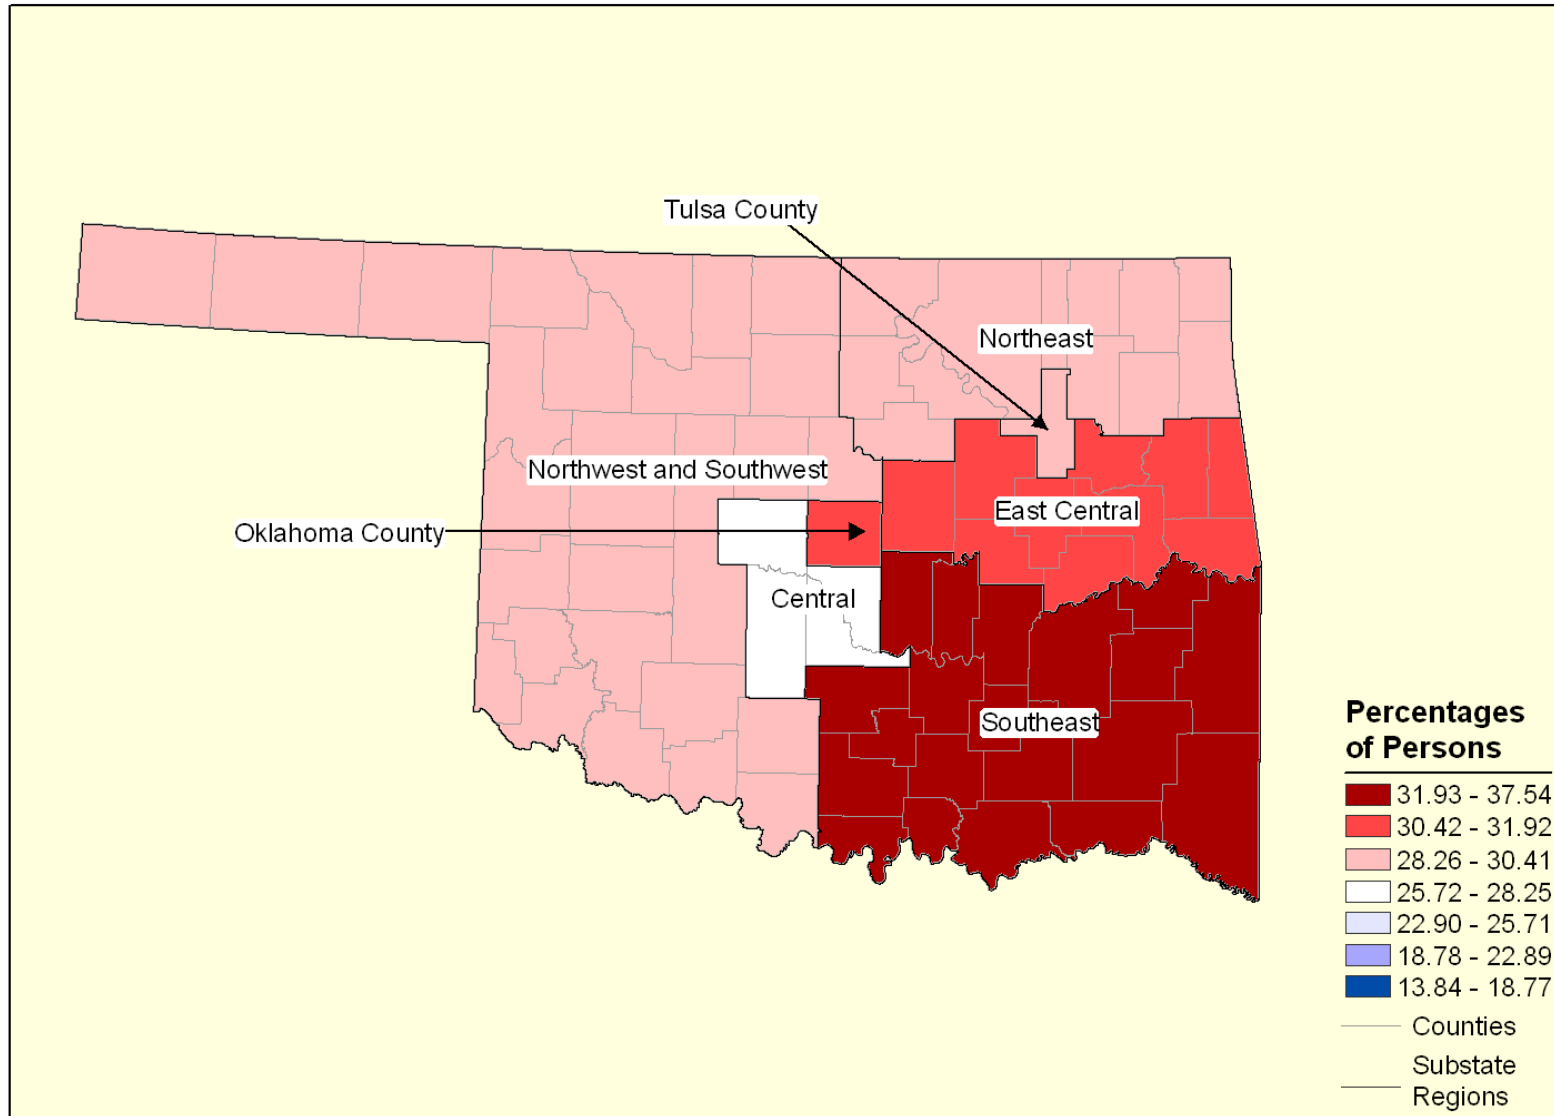 Tulsa County
Northeast
Northwest and Southwest
East Central
Oklahoma County
Central
Southeast
Percentages
of Persons
31.93 - 37.54
30.42 - 31.92
28.26 - 30.41
25.72 - 28.25
22.90 - 25.71
18.78 - 22.89
13.84 - 18.77
Counties
Substate
Regions